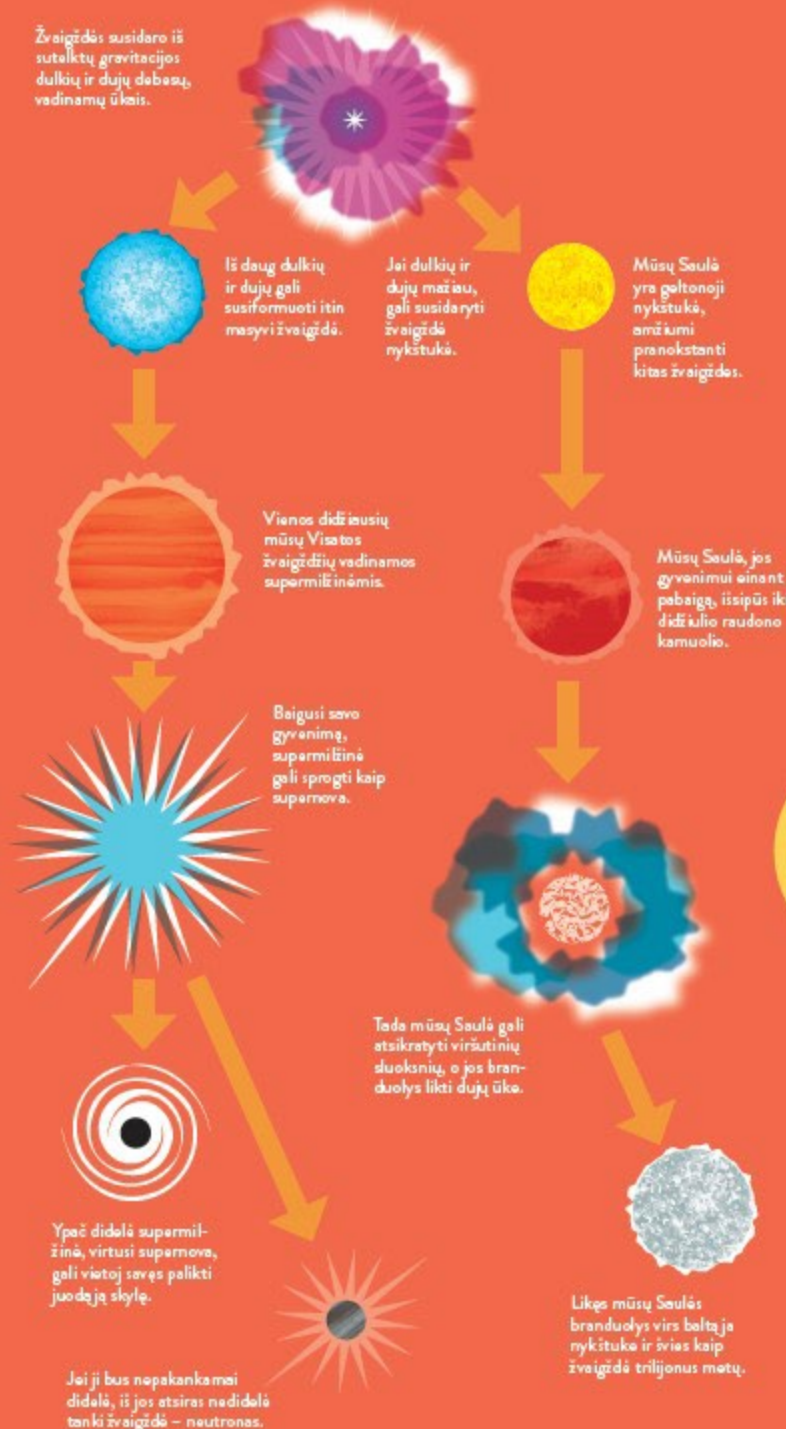 Žvaigždės susidaro iš
sutelktų gravitacijos
dulkių ir dujų debesų,
vadinamų ūkais.
Iš daug dulkių
ir dujų gali
susiformuoti itin
masyvi žvaigždė.
Jei dulkių ir
dujų mažiau,
gali susidaryti
žvaigždė
nykštukė.
Mūsų Saulė
yra geltonoji
nykštukė,
amžiumi
pranokstanti
kitas žvaigždes.
Vienos didžiausių
mūsų Visatos
žvaigždžių vadinamos
supermilžinėmis.
Mūsų Saulė, jos
gyvenimui einant
pabaigą, išsipūs ik
didžiulio raudono
kamuolio.
Baigusi savo
gyvenimą,
supermilžinė
gali sprogti kaip
supernova.
Tada mūsų Saulė gali
atsikratyti viršutinių
sluoksnių, o jos bran-
duolys likti dujų ūke.
Ypač didelė supermil-
žinė, virtusi supernova,
gali vietoj savęs palikti
juodąją skylę.
Likęs mūsų Saulės
branduolys virs baltąja
nykštuke ir švies kaip
žvaigždė trilijonus metų.
Jei ji bus nepakankamai
didelė, iš jos atsiras nedidelė
tanki žvaigždė – neutronas.